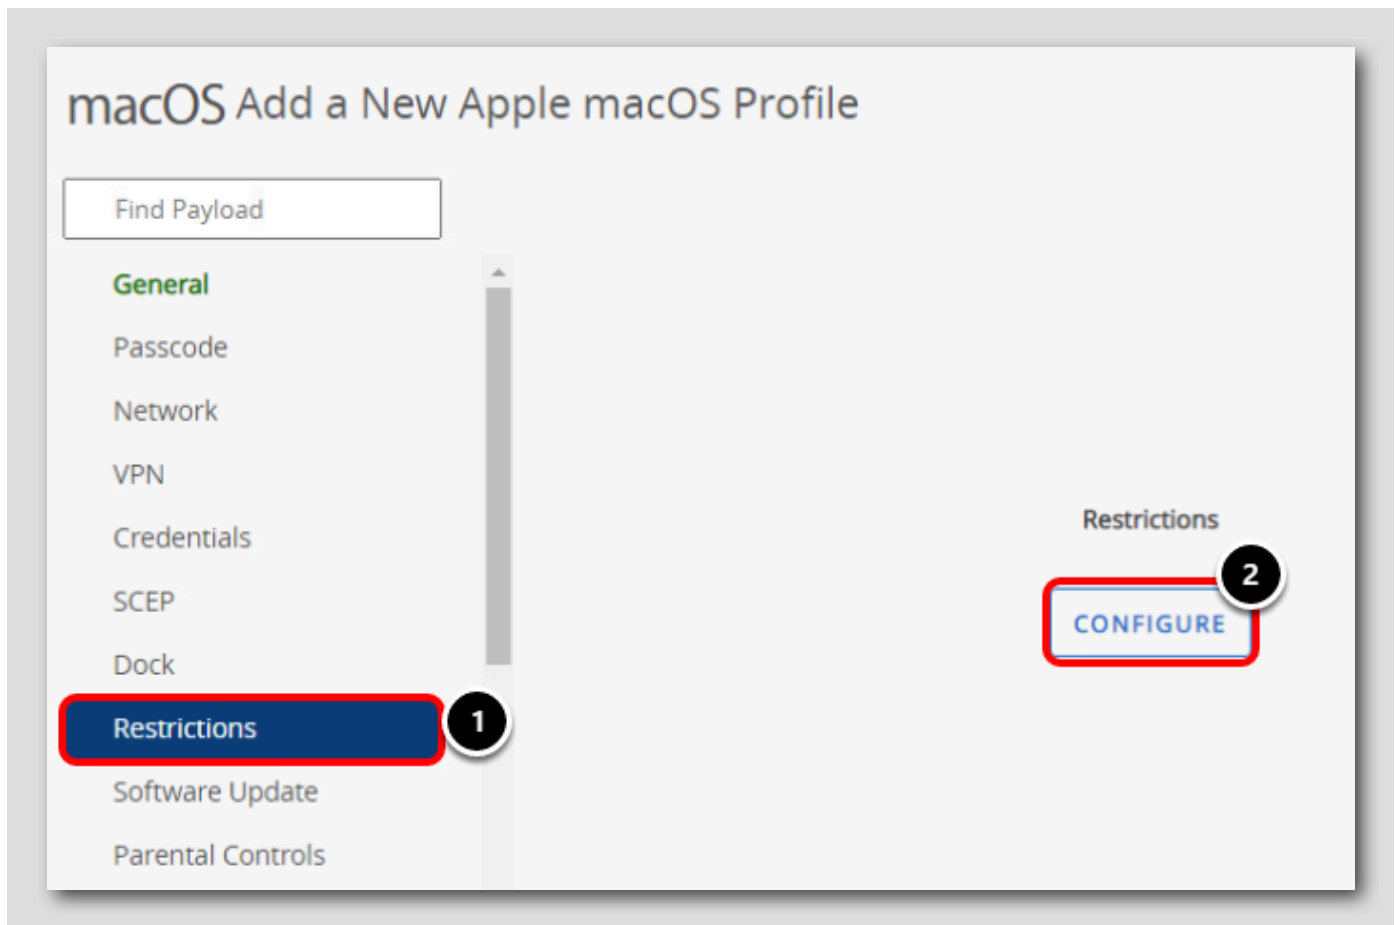 macOS Add a New Apple macOS Profile
Find Payload
General
Passcode
Network
VPN
Credentials
SCEP
Dock
Restrictions
1
Software Update
Parental Controls
Restrictions
2
CONFIGURE